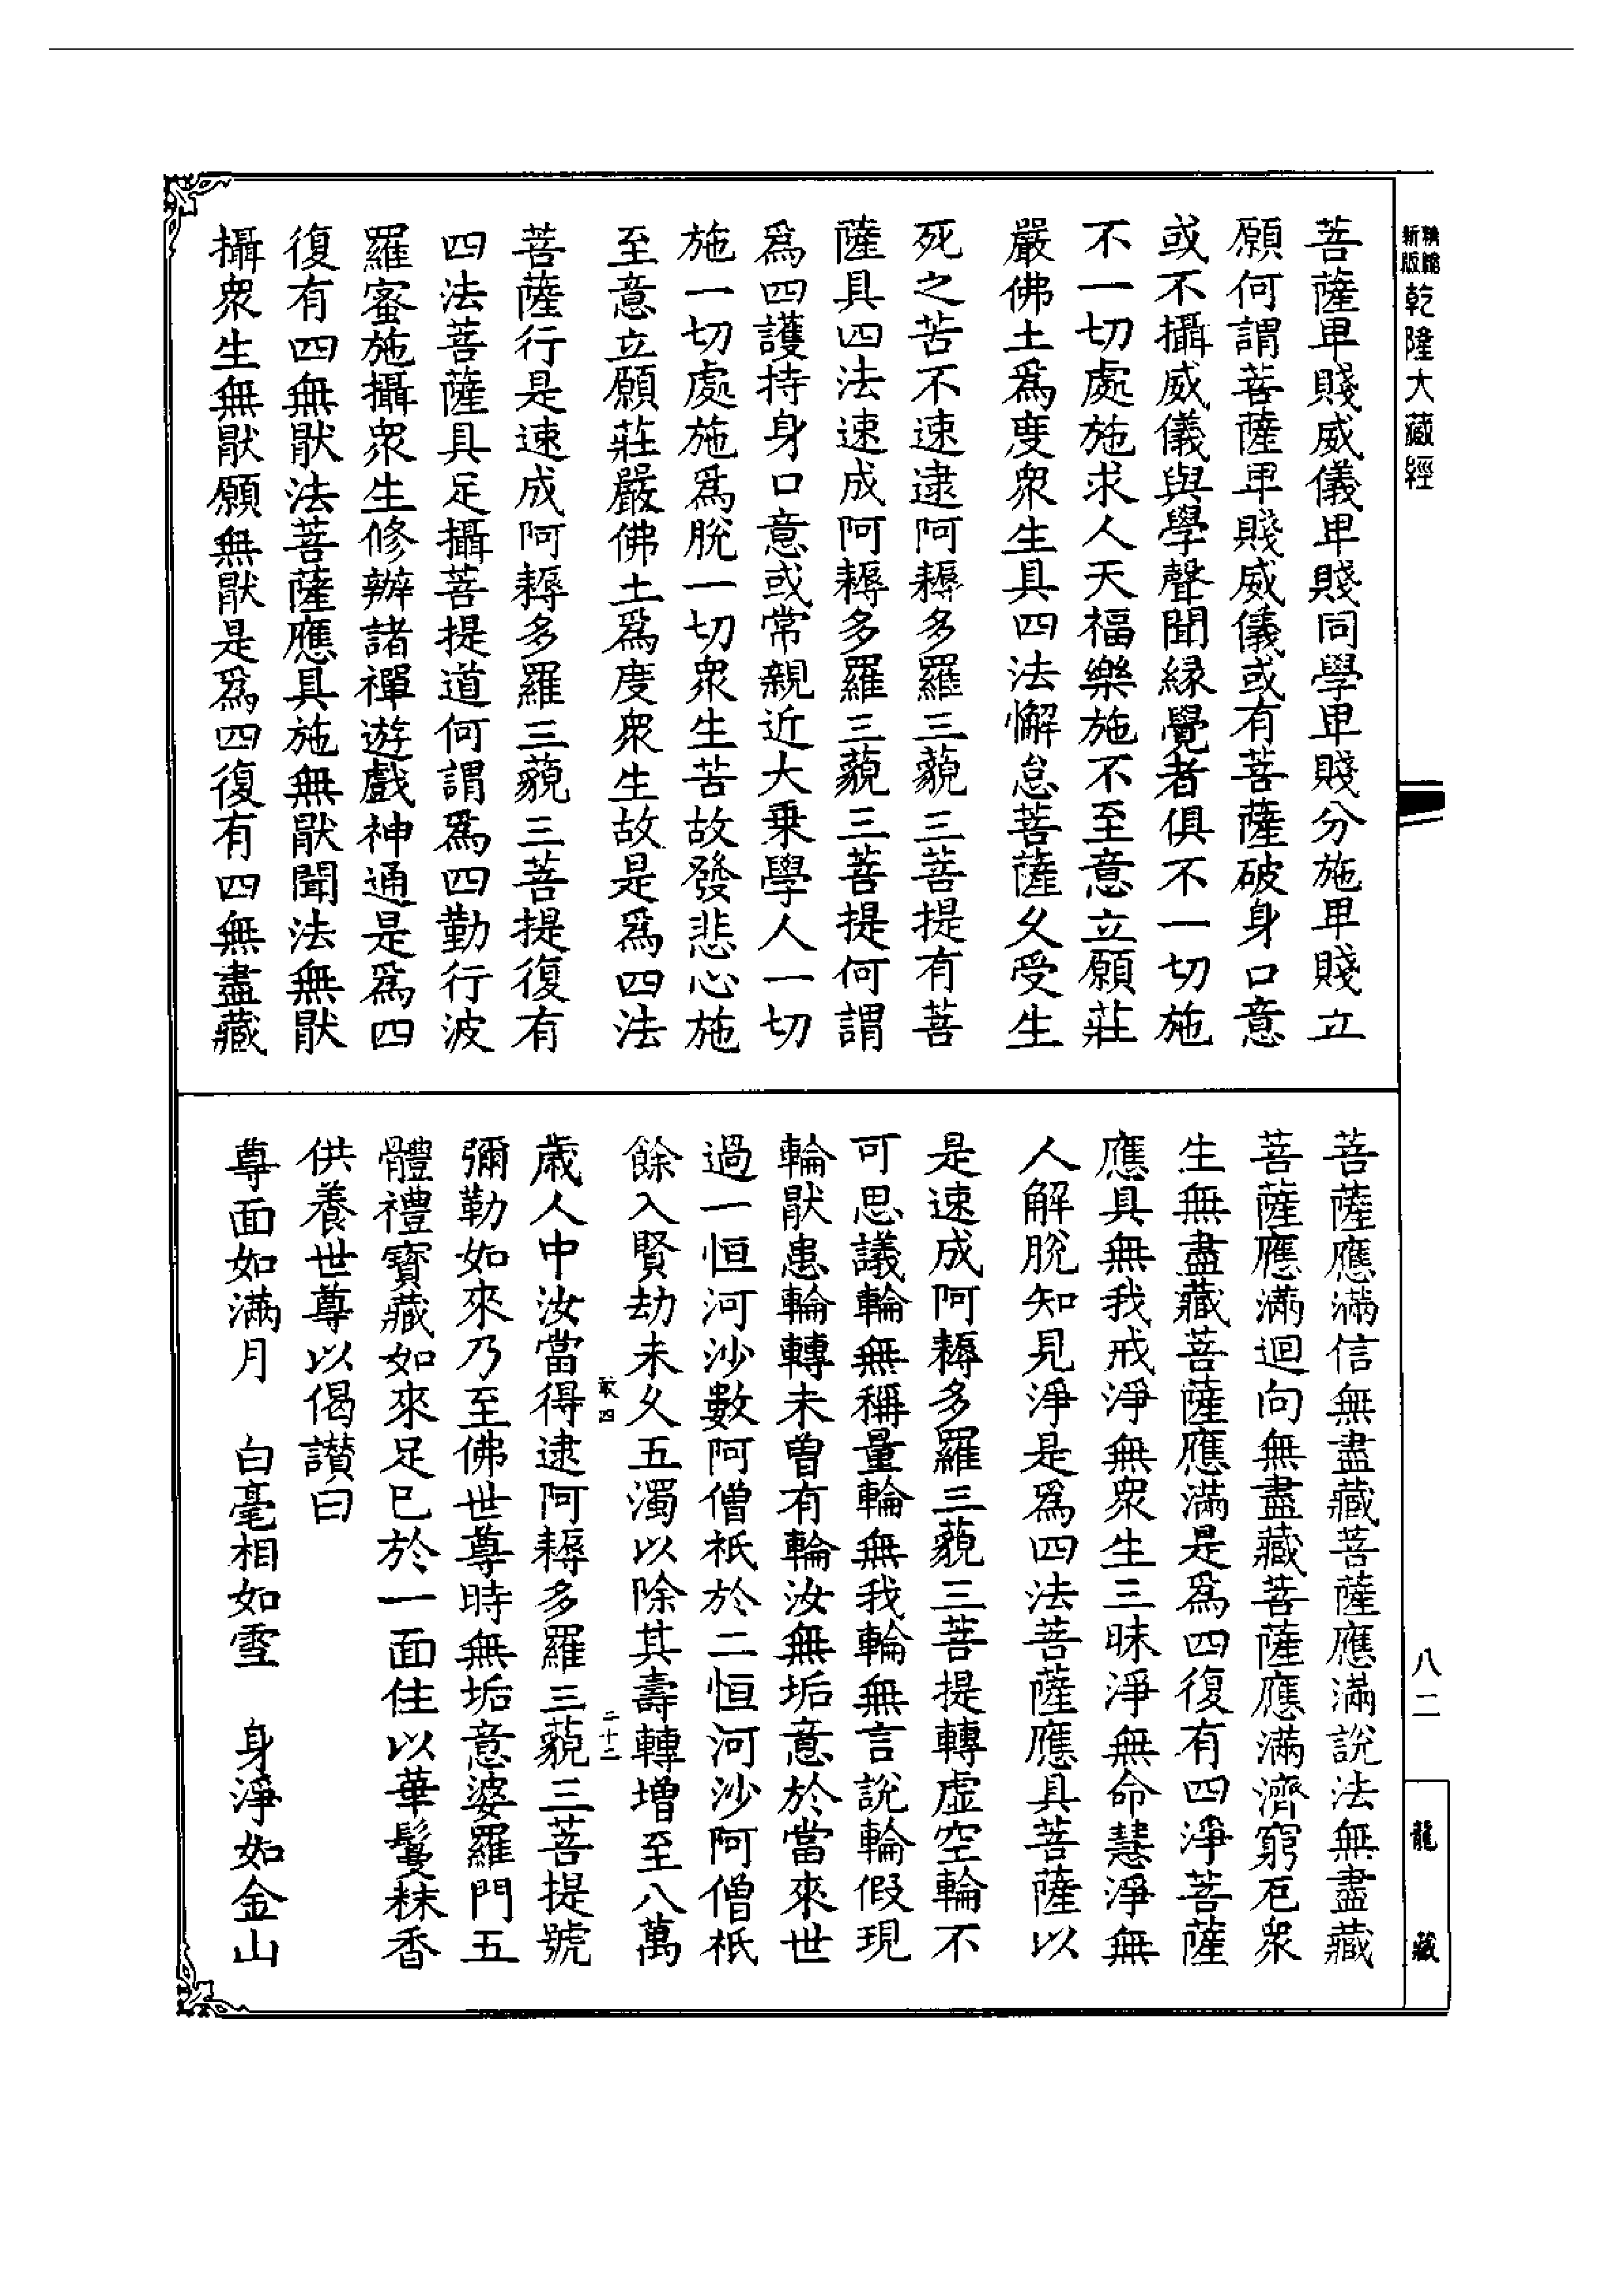 新版 精縮 乾隆大藏經
菩薩卑賤威儀卑賤同學卑賤分施卑賤立
願何謂菩薩卑賤威儀或有菩薩破身口意
或不攝威儀與學聲聞緣覺者俱不一切施
不一切處施求人天福樂施不至意立願莊
嚴佛土爲度眾生具四法懈怠菩薩久受生
死之苦不速逮阿耨多羅三藐三菩提有菩
薩具四法速成阿耨多羅三藐三菩提何謂
爲四護持身口意或常親近大乗學人一切
施一切處施爲脫一切眾生苦故發悲心施
至意立願莊嚴佛土爲度眾生故是爲四法
菩薩行是速成阿耨多羅三藐三菩提復有
四法菩薩具足攝菩提道何謂爲四勤行波
羅蜜施攝眾生修辦諸禪遊戲神通是爲四
復有四無猒法菩薩應具施無猒聞法無猒
攝眾生無猒願無猒是爲四復有四無盡藏
菩薩應滿信無盡藏菩薩應滿說法無盡藏
菩薩應滿迴向無盡藏菩薩應滿濟窮厄眾
生無盡藏菩薩應滿是爲四復有四淨菩薩
應具無我戒淨無眾生三昧淨無命慧淨無
人解脫知見淨是爲四法菩薩應具菩薩以
是速成阿耨多羅三藐三菩提轉虛空輪不
可思議輪無稱量輪無我輪無言說輪假現
輪猒患輪轉未曾有輪汝無垢意於當來世
過一恒河沙數阿僧祇於二恒河沙阿僧祇
餘入賢劫未久五濁以除其壽轉增至八萬
四 二十二
歲人中汝當得逮阿耨多羅三藐三菩提號
彌勒如來乃至佛世尊時無垢意婆羅門五
體禮寶藏如來足已於一面住以華鬘秣香
供養世尊以偈讃曰
尊面如滿月 白毫相如雪 身淨如金山
八二
龍藏